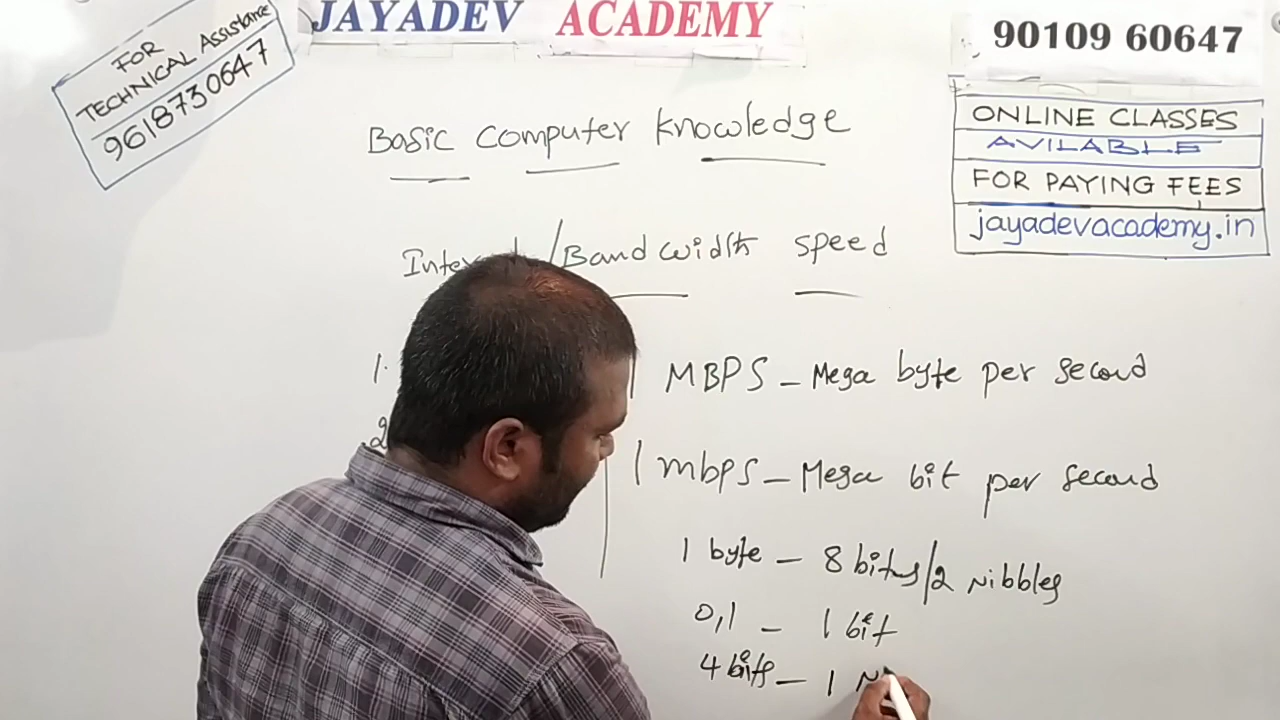 FOR
TECHNICAL Assistance
9618730647
JAYADEV ACADEMY
90109 60647
ONLINE CLASSES
AVILABLE
FOR PAYING FEES
jayadevacademy.in
Basic Computer Knowledge
/Bandwidth speed
1.
2
1 MBPS - Mega byte per second
1 mbps - Mega bit per second
1 byte - 8 bits/2 Nibbles
0,1 - 1 bit
4 bits - 1 N